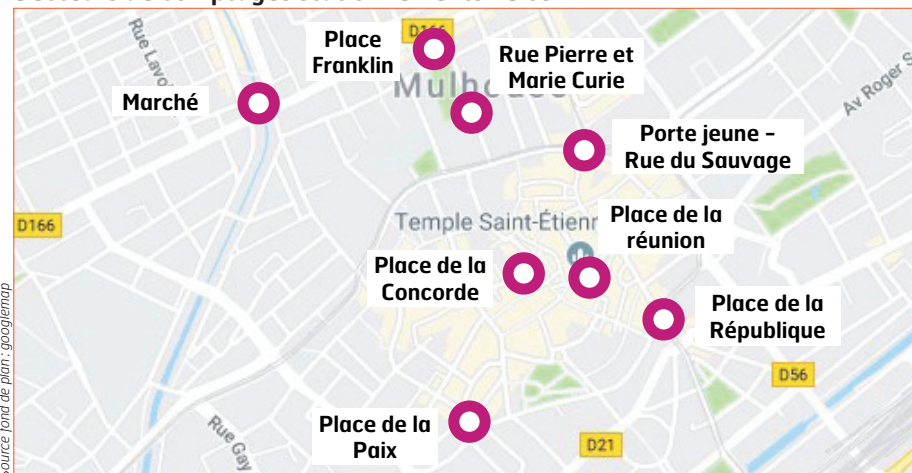 Place
Franklin
D166
Rue Pierre et
Marie Curie
Rue Lavo
Marché
Mulhouse
Av Roger S
Porte jeune –
Rue du Sauvage
D166
Temple Saint-Étienn
Place de la
réunion
Place de la
Concorde
Place de la
République
D56
Place de la
Paix
Rue Gay
D21
Source fond de plan : googlemap